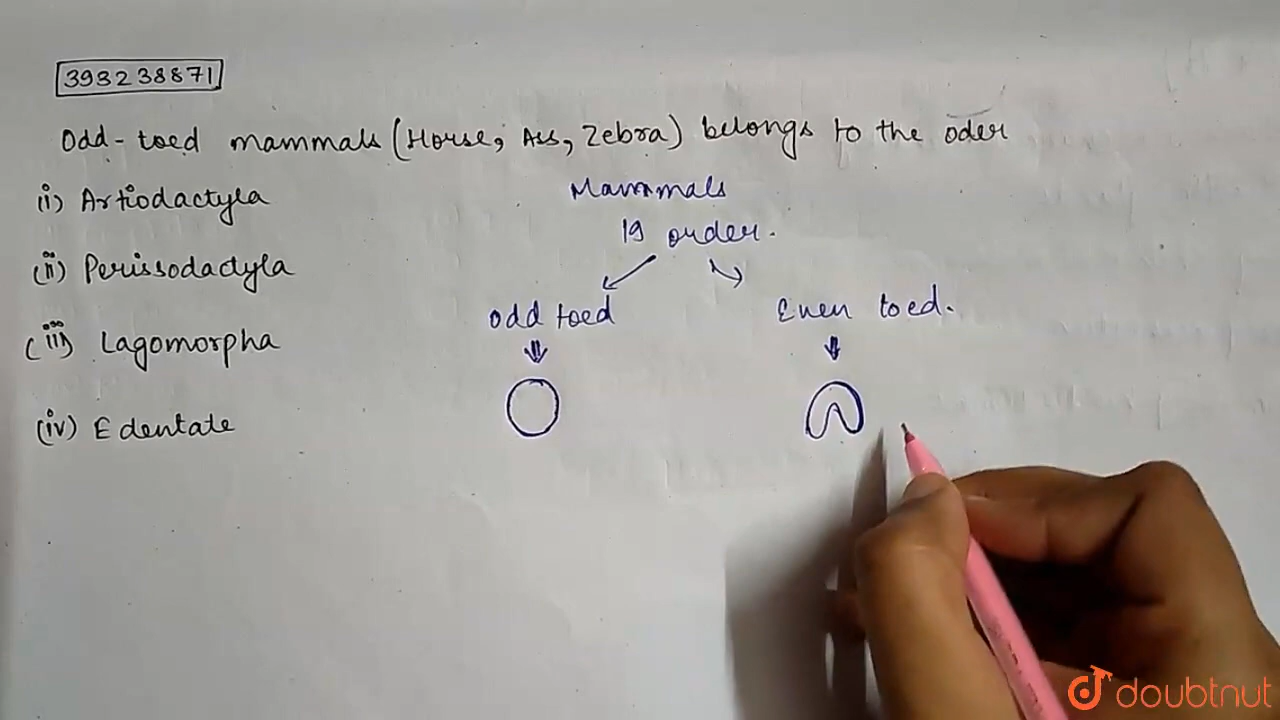 393238871
Odd-toed mammals (Horse, Ass, Zebra) belongs to the oder
(i) Artiodactyla
(ii) Perissodactyla
(iii) Lagomorpha
(iv) Edentate
Mammals
19 order.
Odd toed
Even toed.
doubtnut